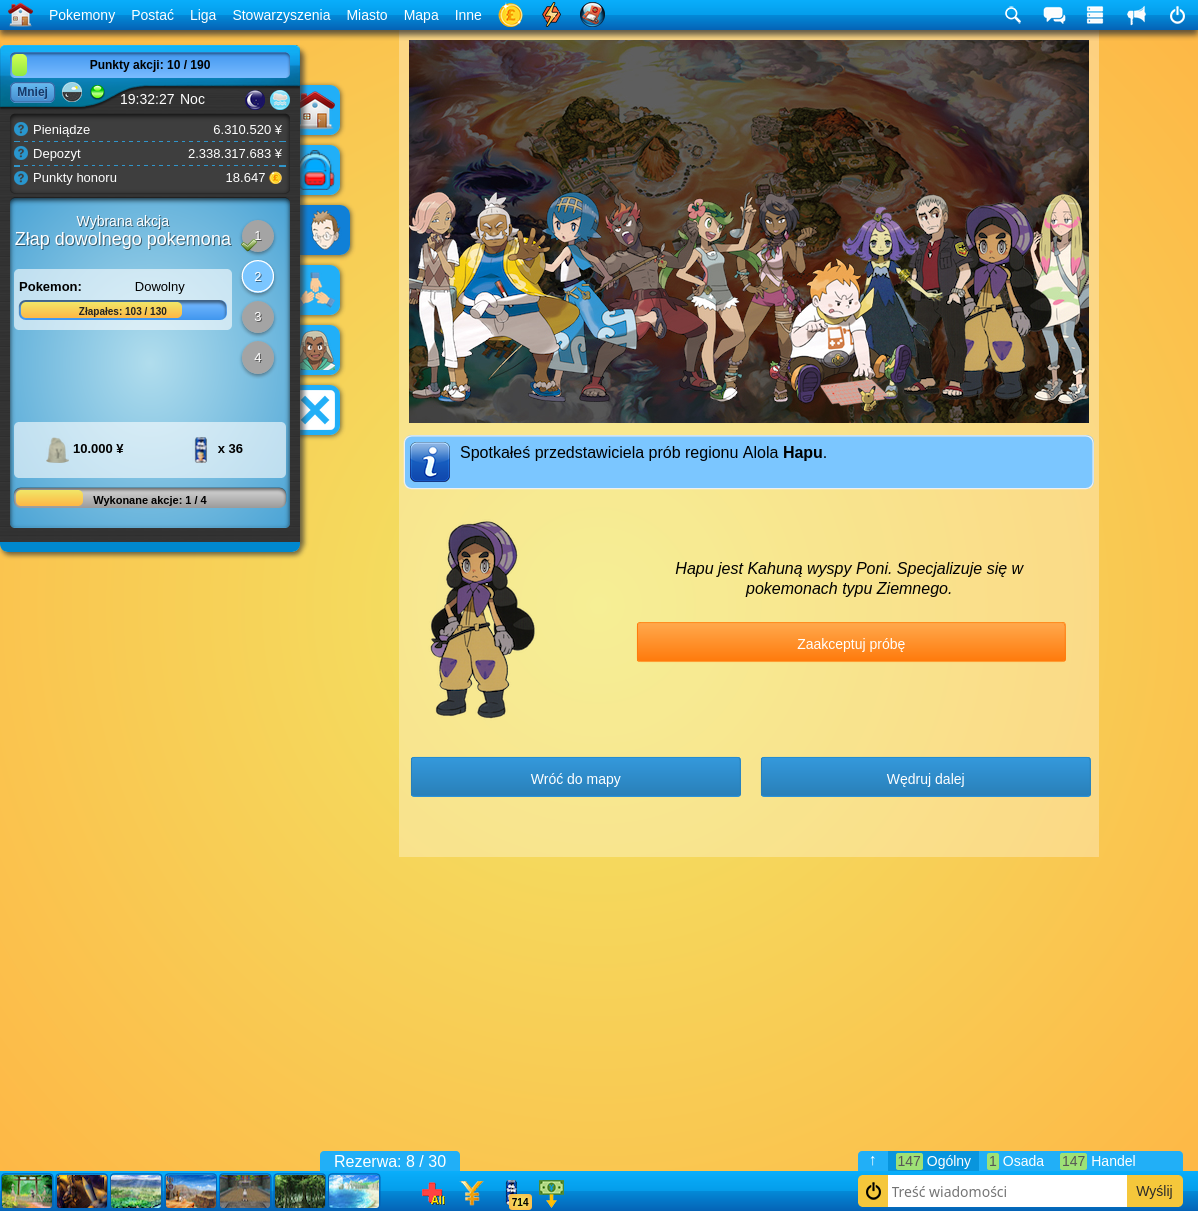 Pokemony Postać Liga Stowarzyszenia Miasto Mapa Inne
Punkty akcji: 10 / 190
Mniej
19:32:27 Noc
Pieniądze 6.310.520 ¥
Depozyt 2.338.317.683 ¥
Punkty honoru 18.647
Wybrana akcja
Złap dowolnego pokemona
1
2
3
4
Pokemon: Dowolny
Złapałeś: 103 / 130
10.000 ¥ x 36
Wykonane akcje: 1 / 4
Spotkałeś przedstawiciela prób regionu Alola Hapu.
Hapu jest Kahuną wyspy Poni. Specjalizuje się w
pokemonach typu Ziemnego.
Zaakceptuj próbę
Wróć do mapy Wędruj dalej
Rezerwa: 8 / 30
All
714
↑ 147 Ogólny 1 Osada 147 Handel
Treść wiadomości Wyślij